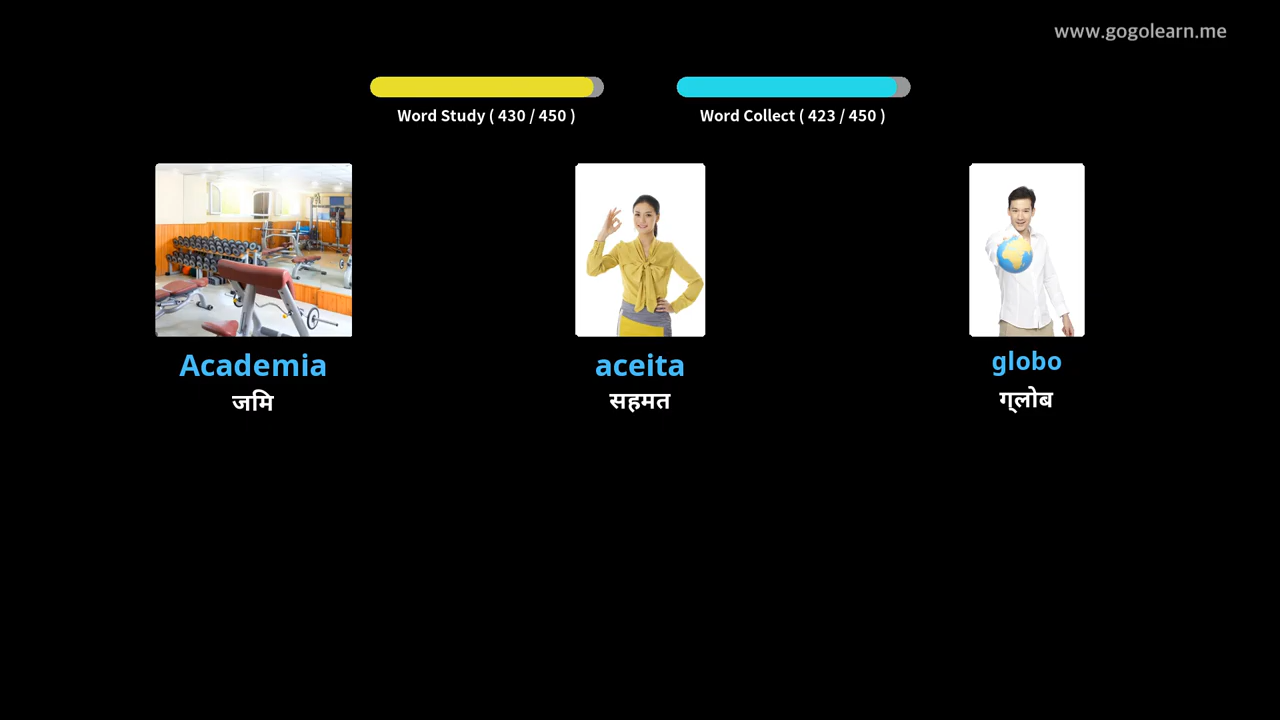 www.gogolearn.me
Word Study ( 430 / 450 )
Word Collect ( 423 / 450 )
Academia
जमि
aceita
सहमत
globo
ग्लोब